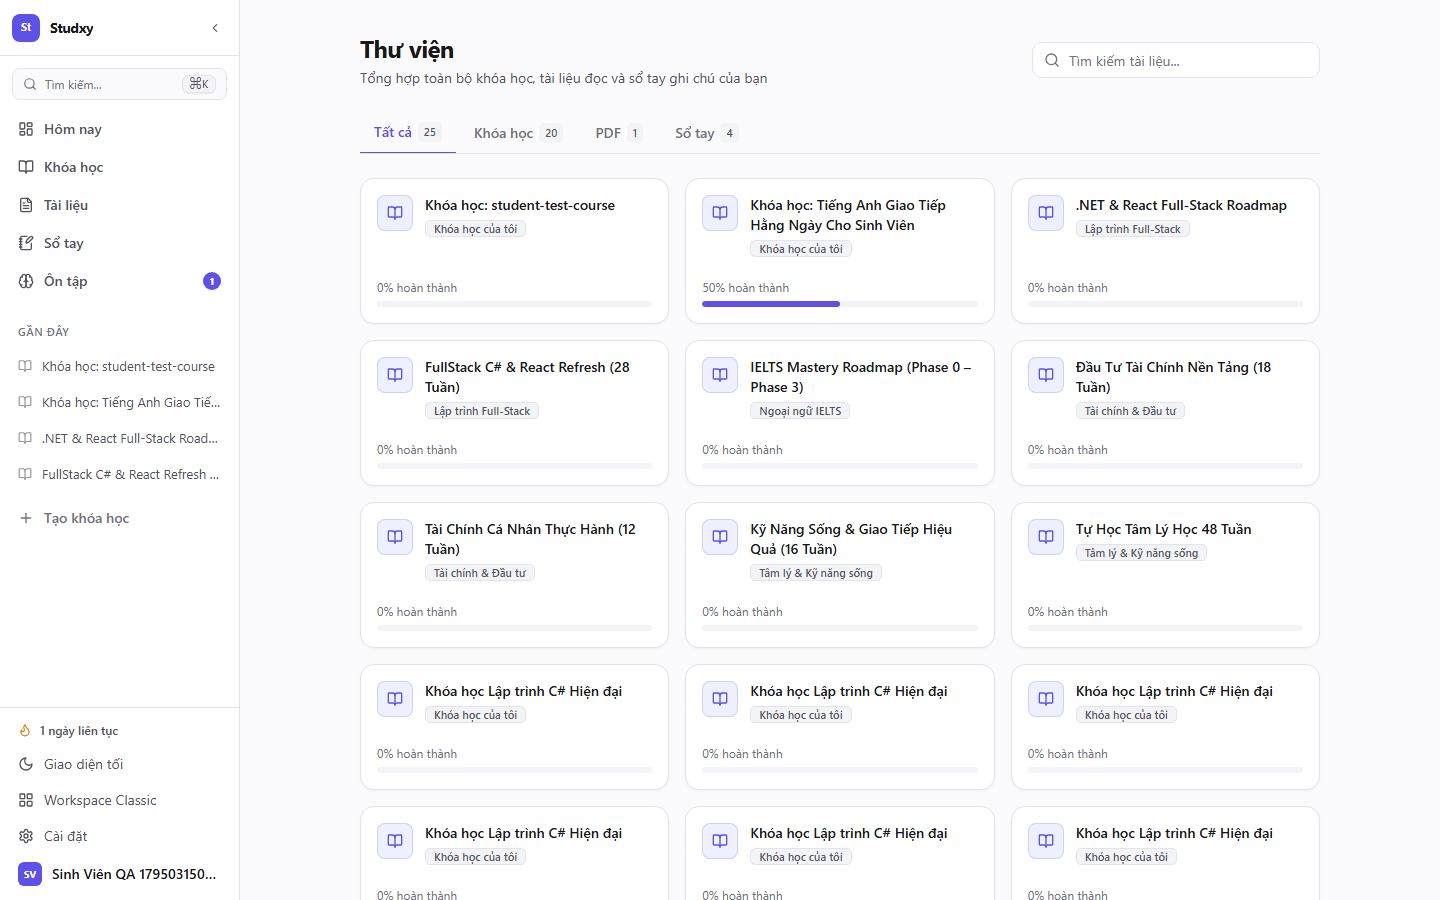 St Studxy
Tìm kiếm... ⌘K
Hôm nay
Khóa học
Tài liệu
Sổ tay
Ôn tập 1
GẦN ĐÂY
Khóa học: student-test-course
Khóa học: Tiếng Anh Giao Tiế...
.NET & React Full-Stack Road...
FullStack C# & React Refresh ...
Tạo khóa học
1 ngày liên tục
Giao diện tối
Workspace Classic
Cài đặt
SV Sinh Viên QA 179503150...
Thư viện
Tổng hợp toàn bộ khóa học, tài liệu đọc và sổ tay ghi chú của bạn
Tìm kiếm tài liệu...
Tất cả 25 Khóa học 20 PDF 1 Sổ tay 4
Khóa học: student-test-course
Khóa học của tôi
0% hoàn thành
Khóa học: Tiếng Anh Giao Tiếp
Hằng Ngày Cho Sinh Viên
Khóa học của tôi
50% hoàn thành
.NET & React Full-Stack Roadmap
Lập trình Full-Stack
0% hoàn thành
FullStack C# & React Refresh (28
Tuần)
Lập trình Full-Stack
0% hoàn thành
IELTS Mastery Roadmap (Phase 0 –
Phase 3)
Ngoại ngữ IELTS
0% hoàn thành
Đầu Tư Tài Chính Nền Tảng (18
Tuần)
Tài chính & Đầu tư
0% hoàn thành
Tài Chính Cá Nhân Thực Hành (12
Tuần)
Tài chính & Đầu tư
0% hoàn thành
Kỹ Năng Sống & Giao Tiếp Hiệu
Quả (16 Tuần)
Tâm lý & Kỹ năng sống
0% hoàn thành
Tự Học Tâm Lý Học 48 Tuần
Tâm lý & Kỹ năng sống
0% hoàn thành
Khóa học Lập trình C# Hiện đại
Khóa học của tôi
0% hoàn thành
Khóa học Lập trình C# Hiện đại
Khóa học của tôi
0% hoàn thành
Khóa học Lập trình C# Hiện đại
Khóa học của tôi
0% hoàn thành
Khóa học Lập trình C# Hiện đại
Khóa học của tôi
0% hoàn thành
Khóa học Lập trình C# Hiện đại
Khóa học của tôi
0% hoàn thành
Khóa học Lập trình C# Hiện đại
Khóa học của tôi
0% hoàn thành